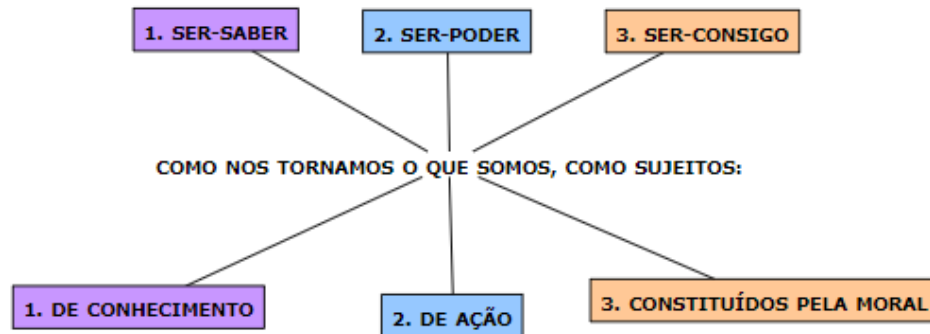 1. SER-SABER
2. SER-PODER
3. SER-CONSIGO
COMO NOS TORNAMOS O QUE SOMOS, COMO SUJEITOS:
1. DE CONHECIMENTO
2. DE AÇÃO
3. CONSTITUÍDOS PELA MORAL